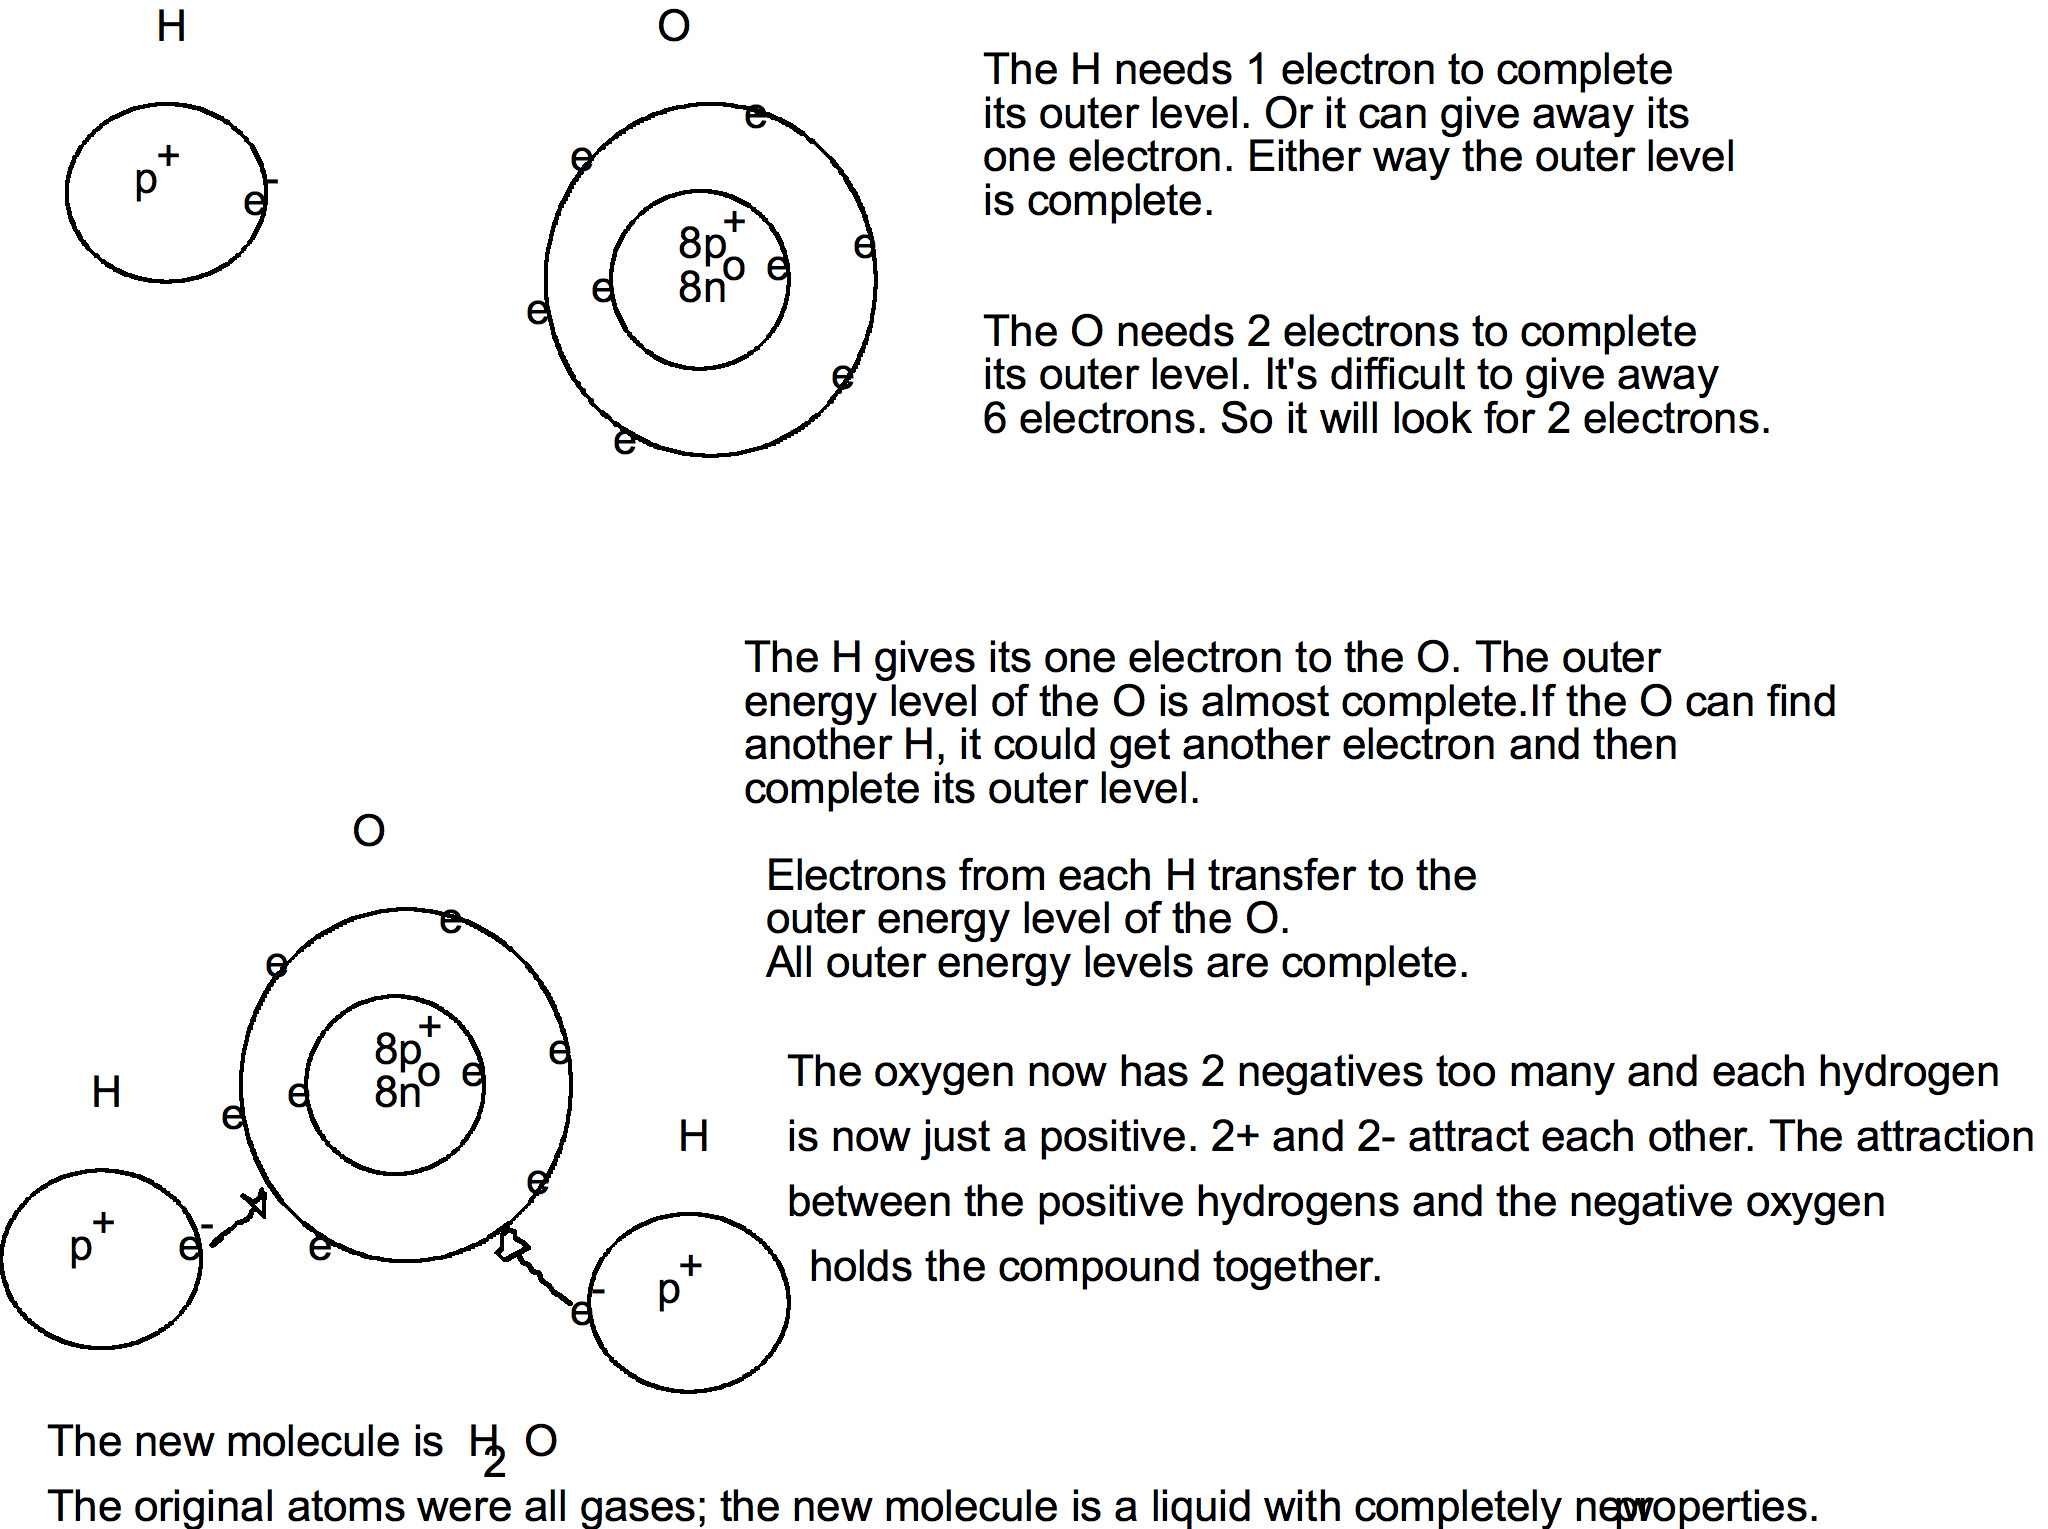 H
O
The H needs 1 electron to complete
its outer level. Or it can give away its
one electron. Either way the outer level
is complete.
p+
e-
e
e
e
e
e
e
8p+
8no
e
e
The O needs 2 electrons to complete
its outer level. It's difficult to give away
6 electrons. So it will look for 2 electrons.
The H gives its one electron to the O. The outer
energy level of the O is almost complete.If the O can find
another H, it could get another electron and then
complete its outer level.
O
Electrons from each H transfer to the
outer energy level of the O.
All outer energy levels are complete.
e
e
e
e
e
e
8p+
8no
e
e
H
p+
e-
H
e-
p+
The oxygen now has 2 negatives too many and each hydrogen
is now just a positive. 2+ and 2- attract each other. The attraction
between the positive hydrogens and the negative oxygen
holds the compound together.
The new molecule is H2 O
The original atoms were all gases; the new molecule is a liquid with completely new properties.